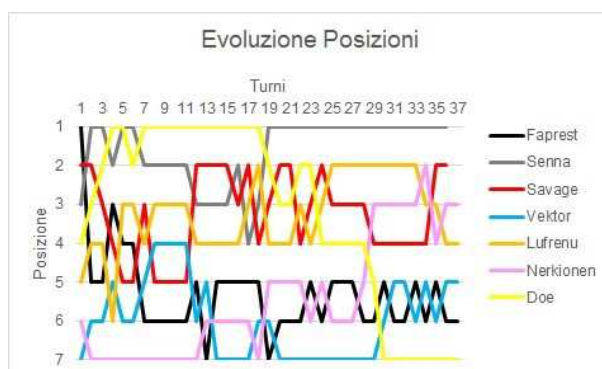 Evoluzione Posizioni
Turni
1 3 5 7 9 11 13 15 17 19 21 23 25 27 29 31 33 35 37
Posizione
1
2
3
4
5
6
7
Faprest
Senna
Savage
Vektor
Lufrenu
Nerkionen
Doe